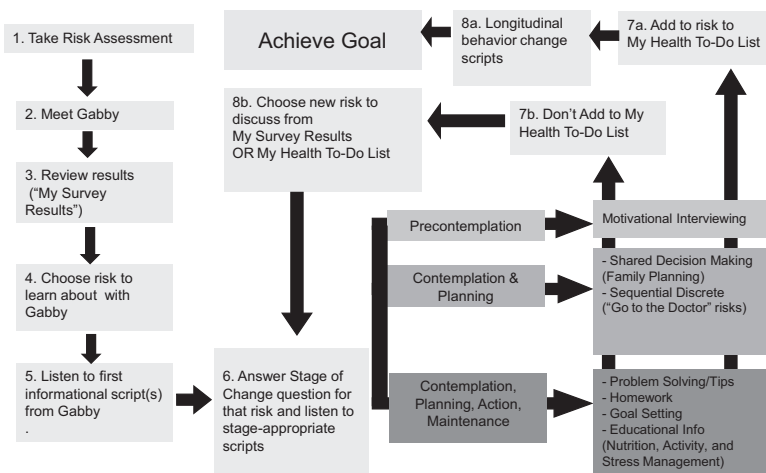 1. Take Risk Assessment
2. Meet Gabby
3. Review results
("My Survey
Results")
4. Choose risk to
learn about with
Gabby
5. Listen to first
informational script(s)
from Gabby
.
6. Answer Stage of
Change question for
that risk and listen to
stage-appropriate
scripts
Precontemplation
Contemplation &
Planning
Contemplation,
Planning, Action,
Maintenance
Motivational Interviewing
- Shared Decision Making
(Family Planning)
- Sequential Discrete
("Go to the Doctor" risks)
- Problem Solving/Tips
- Homework
- Goal Setting
- Educational Info
(Nutrition, Activity, and
Stress Management)
7a. Add to risk to
My Health To-Do List
8a. Longitudinal
behavior change
scripts
Achieve Goal
7b. Don't Add to My
Health To-Do List
8b. Choose new risk to
discuss from
My Survey Results
OR My Health To-Do List